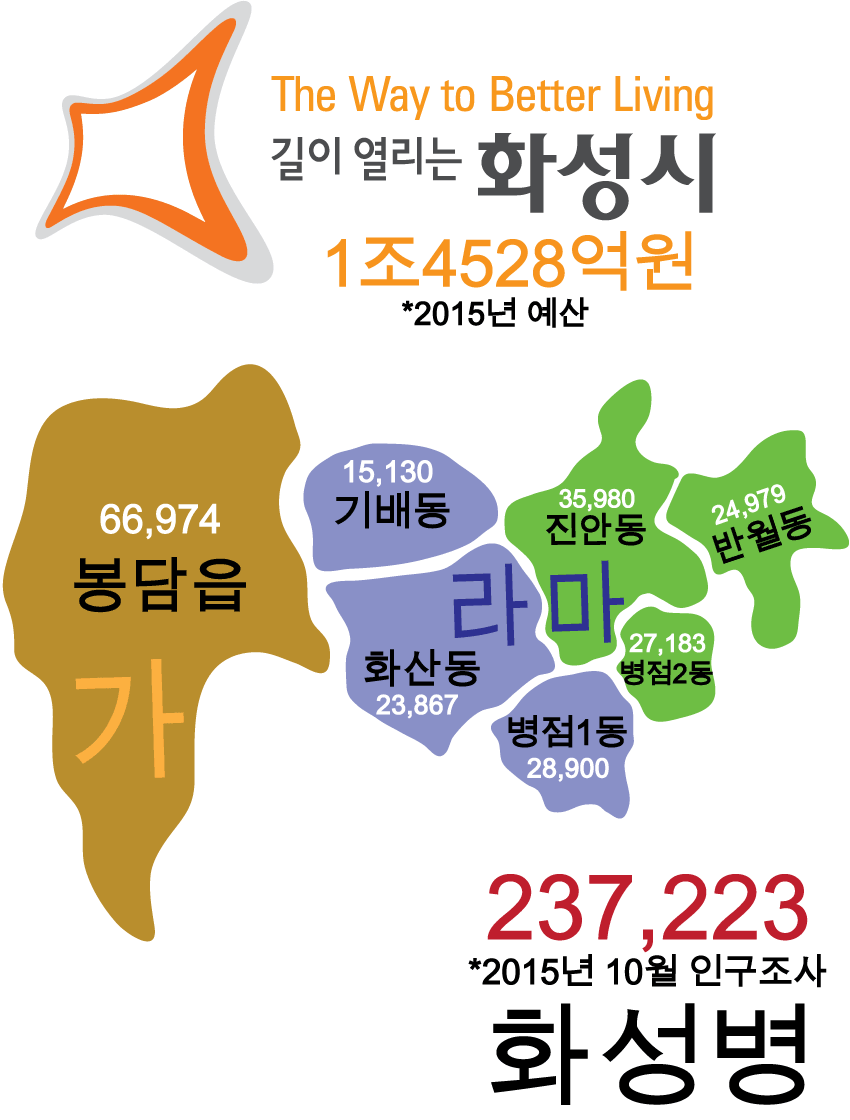 The Way to Better Living
길이 열리는 화성시
1조4528억원
*2015년 예산
66,974
봉담읍
가
15,130
기배동
라
화산동
23,867
병점1동
28,900
35,980
진안동
마
24,979
반월동
27,183
병점2동
237,223
*2015년 10월 인구조사
화성병